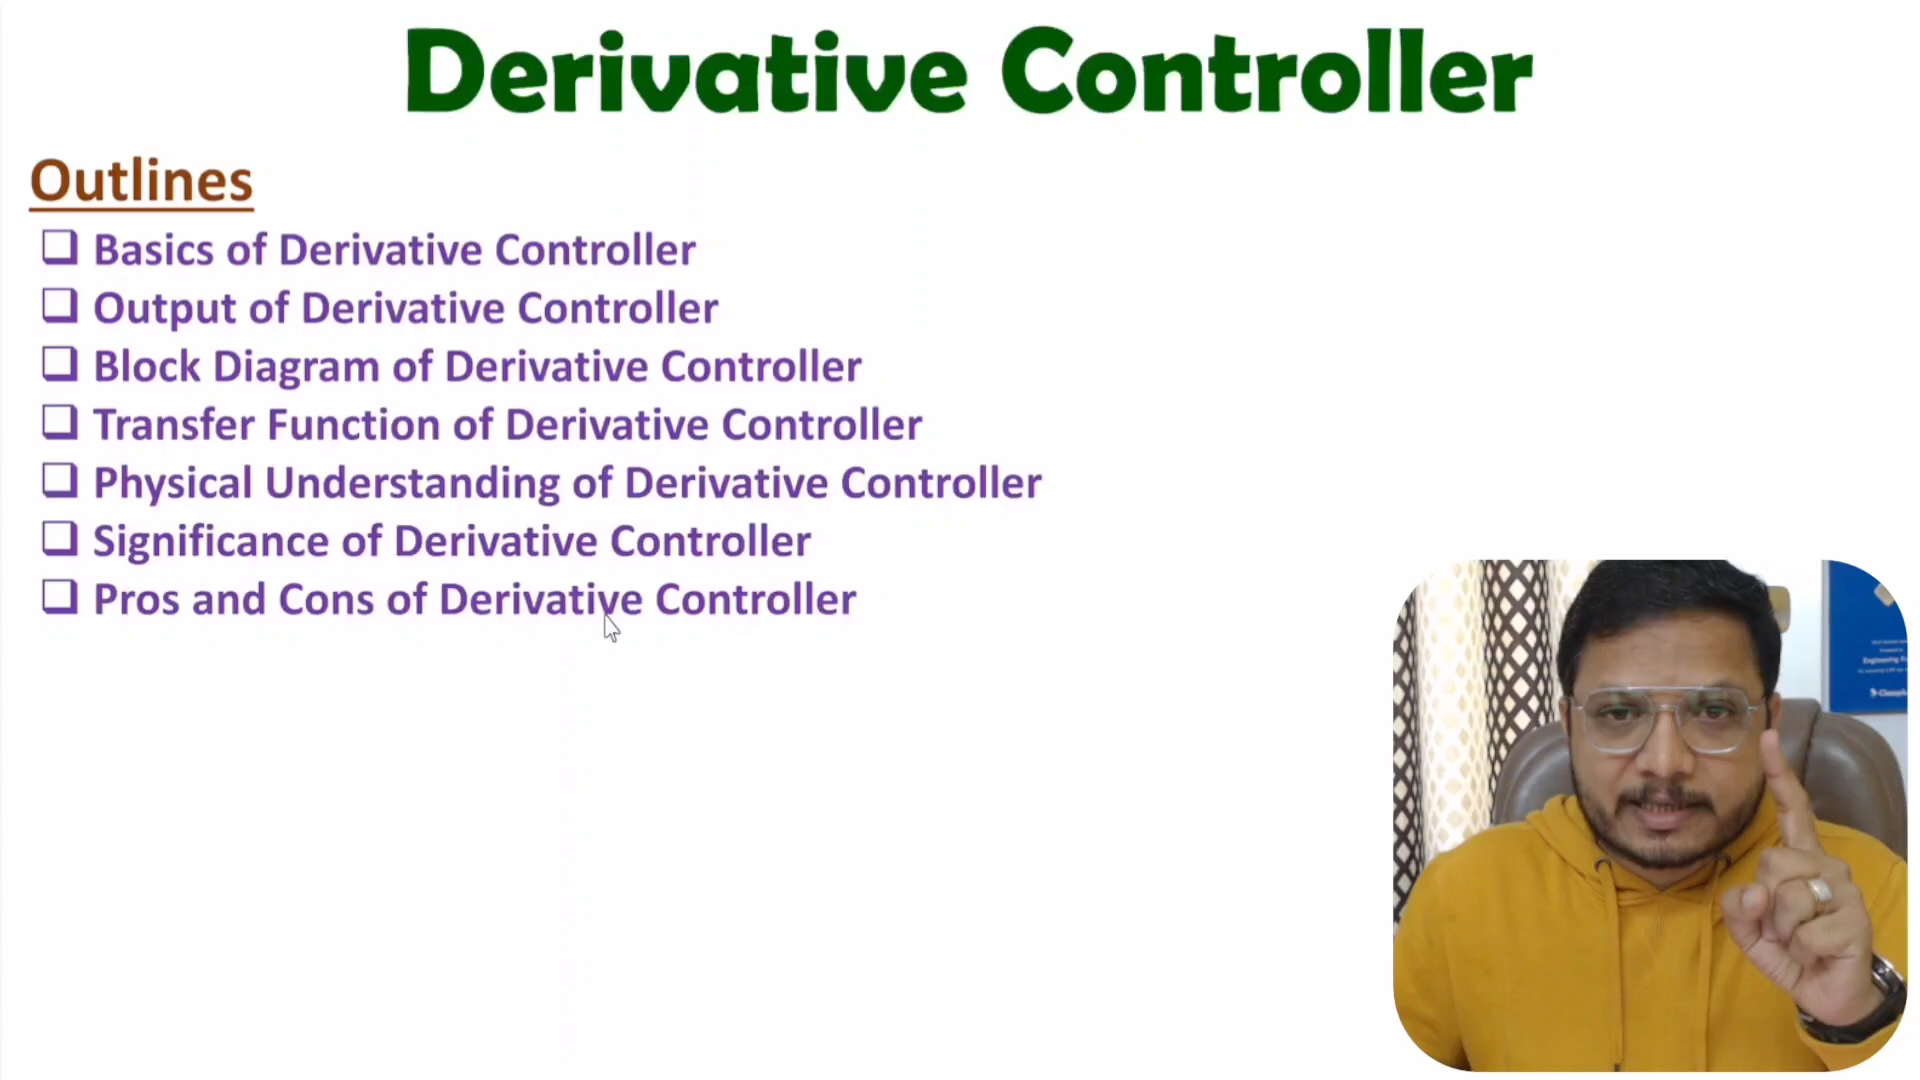 Derivative Controller
Outlines
Basics of Derivative Controller
Output of Derivative Controller
Block Diagram of Derivative Controller
Transfer Function of Derivative Controller
Physical Understanding of Derivative Controller
Significance of Derivative Controller
Pros and Cons of Derivative Controller
Engineering